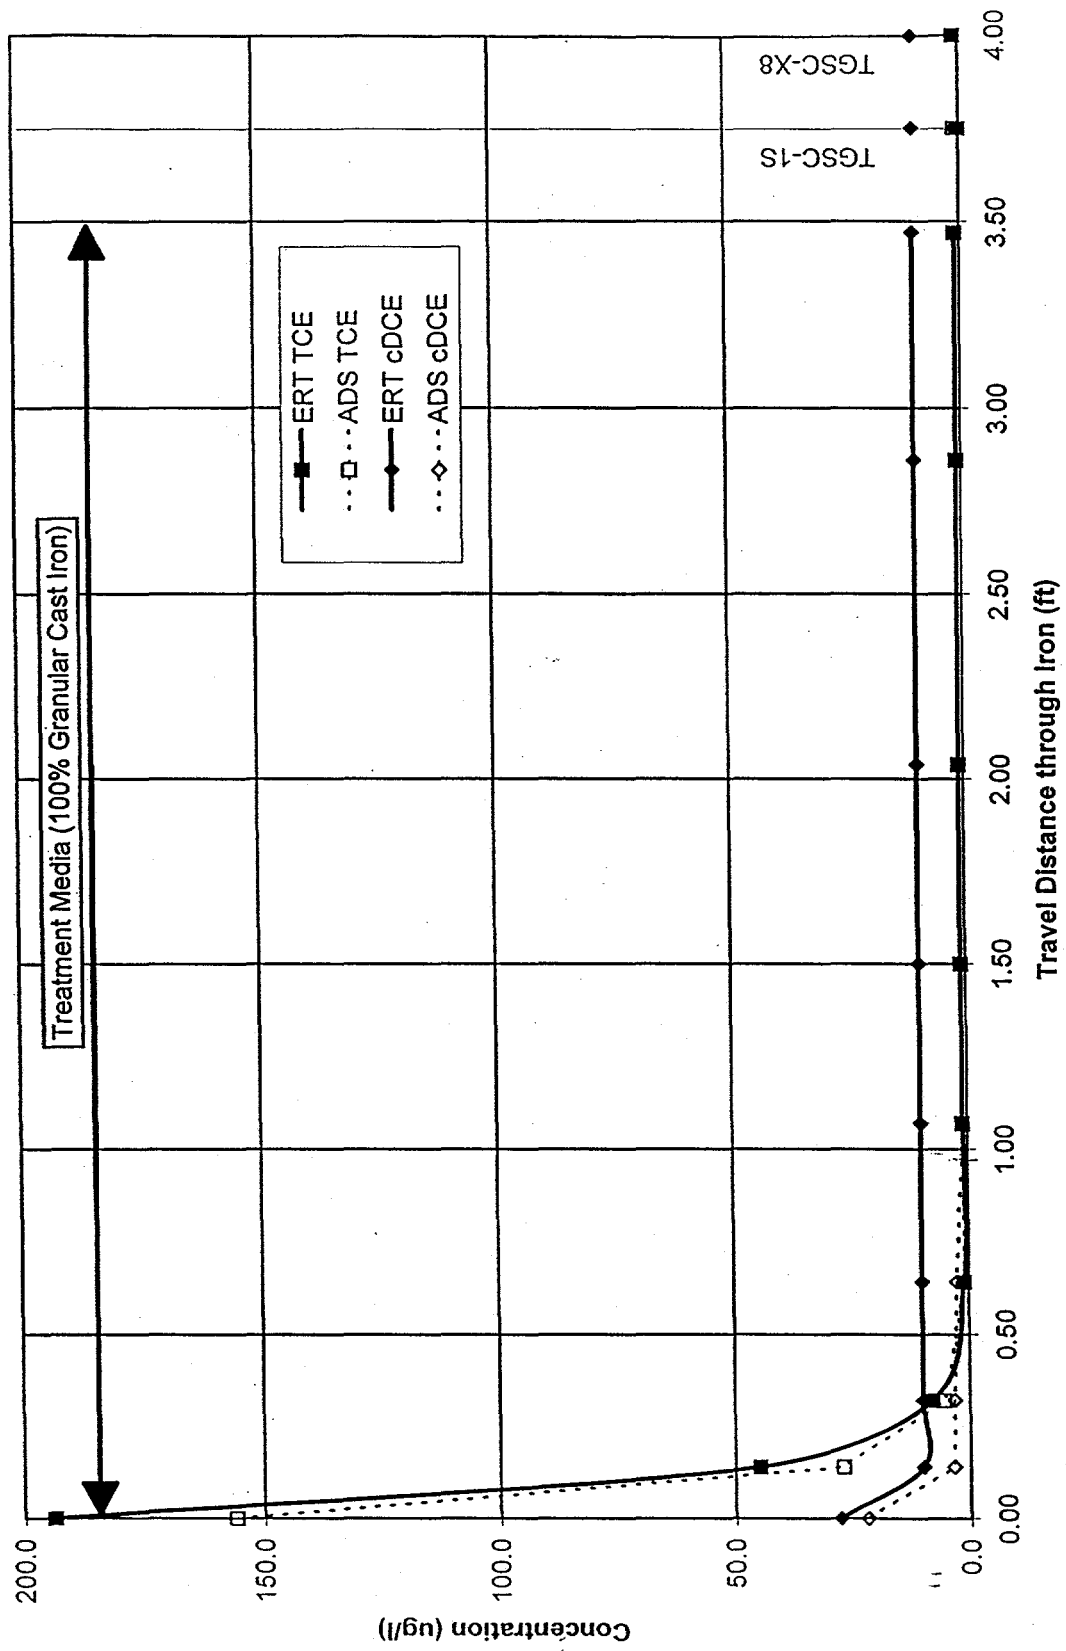 Treatment Media (100% Granular Cast Iron)
ERT TCE
ADS TCE
ERT cDCE
ADS cDCE
TGSC-1S
TGSC-X8
Concentration (ug/l)
200.0
150.0
100.0
50.0
0.0
0.00
0.50
1.00
1.50
2.00
2.50
3.00
3.50
4.00
Travel Distance through Iron (ft)